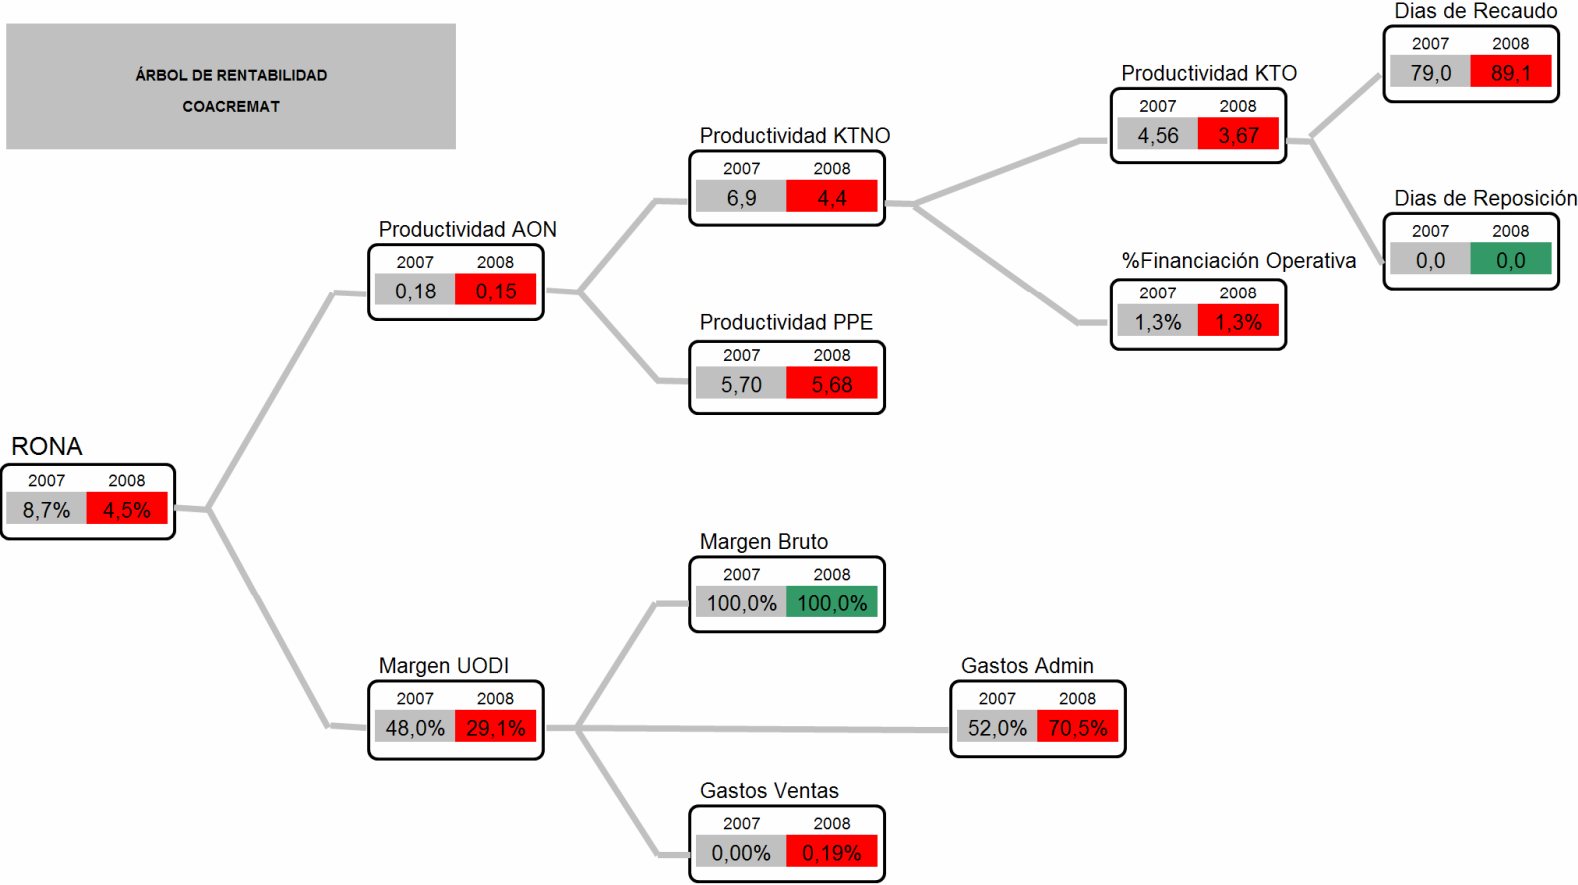 ÁRBOL DE RENTABILIDAD
COACREMAT
Dias de Recaudo
2007 2008
79,0 89,1
Productividad KTO
2007 2008
4,56 3,67
Productividad KTNO
2007 2008
6,9 4,4
Dias de Reposición
2007 2008
0,0 0,0
Productividad AON
2007 2008
0,18 0,15
%Financiación Operativa
2007 2008
1,3% 1,3%
Productividad PPE
2007 2008
5,70 5,68
RONA
2007 2008
8,7% 4,5%
Margen Bruto
2007 2008
100,0% 100,0%
Margen UODI
2007 2008
48,0% 29,1%
Gastos Admin
2007 2008
52,0% 70,5%
Gastos Ventas
2007 2008
0,00% 0,19%